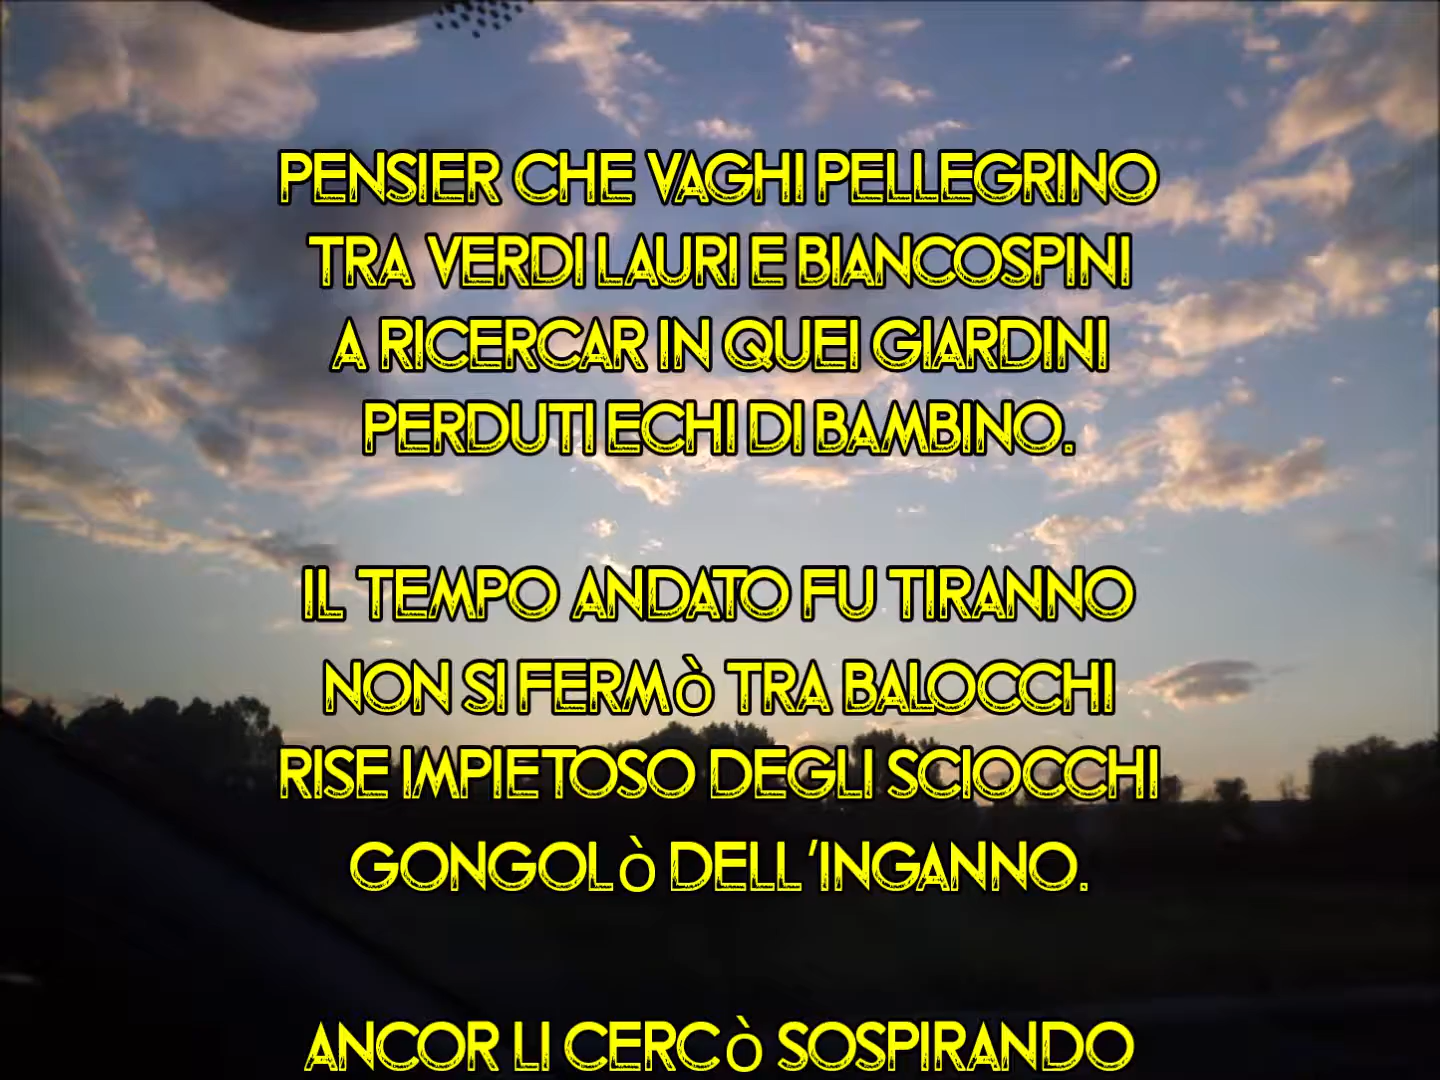 PENSIER CHE VAGHI PELLEGRINO
TRA VERDI LAURI E BIANCOSPINI
A RICERCAR IN QUEI GIARDINI
PERDUTI ECHI DI BAMBINO.
IL TEMPO ANDATO FU TIRANNO
NON SI FERMÒ TRA BALOCCHI
RISE IMPIETOSO DEGLI SCIOCCHI
GONGOLÒ DELL'INGANNO.
ANCOR LI CERCÒ SOSPIRANDO